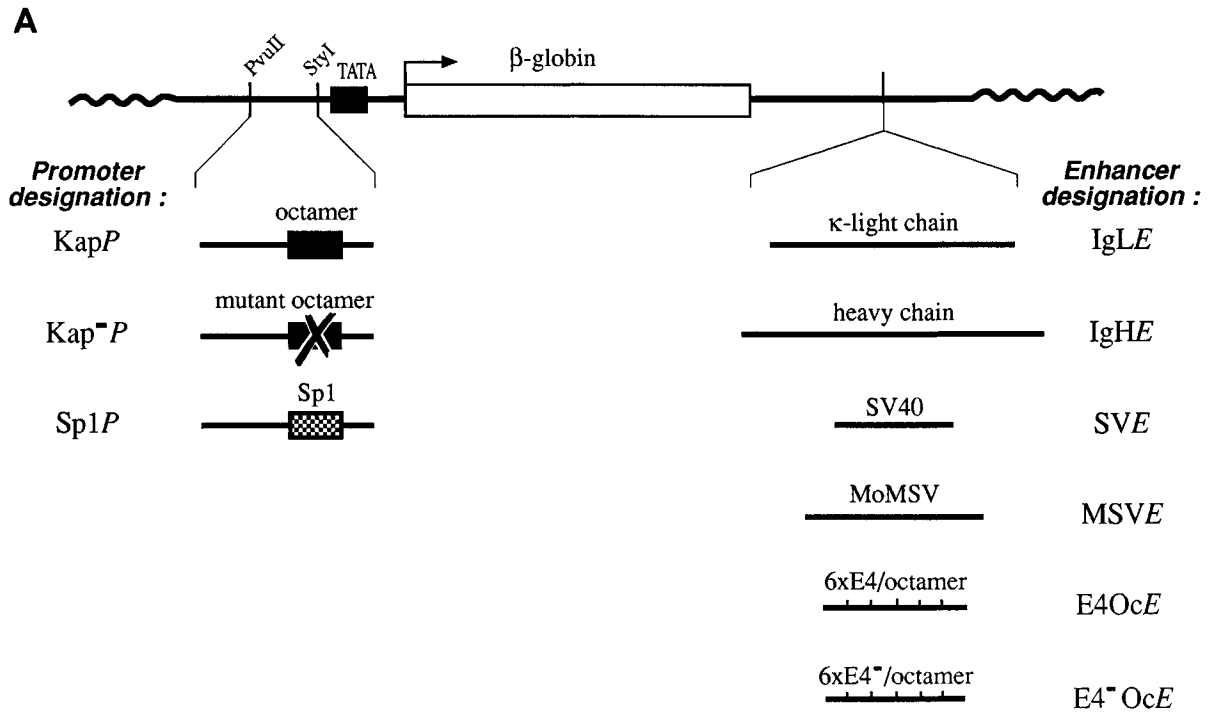 A
PvuII
StyI
TATA
β-globin
Promoter
designation :
octamer
KapP
mutant octamer
Kap⁻P
Sp1
Sp1P
Enhancer
designation :
κ-light chain
IgLE
heavy chain
IgHE
SV40
SVE
MoMSV
MSVE
6xE4/octamer
E4OcE
6xE4⁻/octamer
E4⁻OcE